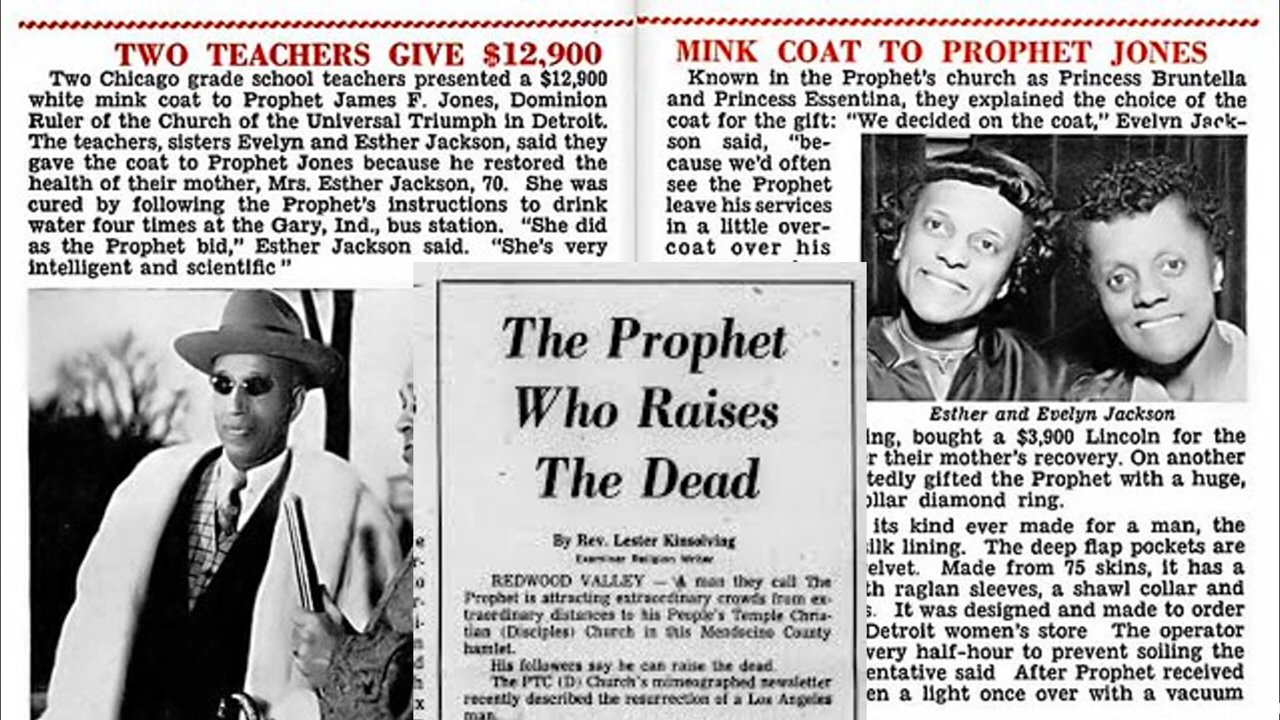 TWO TEACHERS GIVE $12,900
Two Chicago grade school teachers presented a $12,900
white mink coat to Prophet James F. Jones, Dominion
Ruler of the Church of the Universal Triumph in Detroit.
The teachers, sisters Evelyn and Esther Jackson, said they
gave the coat to Prophet Jones because he restored the
health of their mother, Mrs. Esther Jackson, 70. She was
cured by following the Prophet's instructions to drink
water four times at the Gary, Ind., bus station. "She did
as the Prophet bid," Esther Jackson said. "She's very
intelligent and scientific"
MINK COAT TO PROPHET JONES
Known in the Prophet's church as Princess Bruntella
and Princess Essentina, they explained the choice of the
coat for the gift: "We decided on the coat," Evelyn Jack-
son said, "be-
cause we'd often
see the Prophet
leave his services
in a little over-
coat over his
Esther and Evelyn Jackson
ing, bought a $3,900 Lincoln for the
r their mother's recovery. On another
tedly gifted the Prophet with a huge,
ollar diamond ring.
its kind ever made for a man, the
ilk lining. The deep flap pockets are
elvet. Made from 75 skins, it has a
th raglan sleeves, a shawl collar and
s. It was designed and made to order
Detroit women's store The operator
very half-hour to prevent soiling the
entative said After Prophet received
en a light once over with a vacuum
The Prophet
Who Raises
The Dead
By Rev. Lester Kinsolving
Examiner Religion Writer
REDWOOD VALLEY — A man they call The
Prophet is attracting extraordinary crowds from ex-
traordinary distances to his People's Temple Chris-
tian (Disciples) Church in this Mendocino County
hamlet.
His followers say he can raise the dead.
The PTC (D) Church's mimeographed newsletter
recently described the resurrection of a Los Angeles
man.